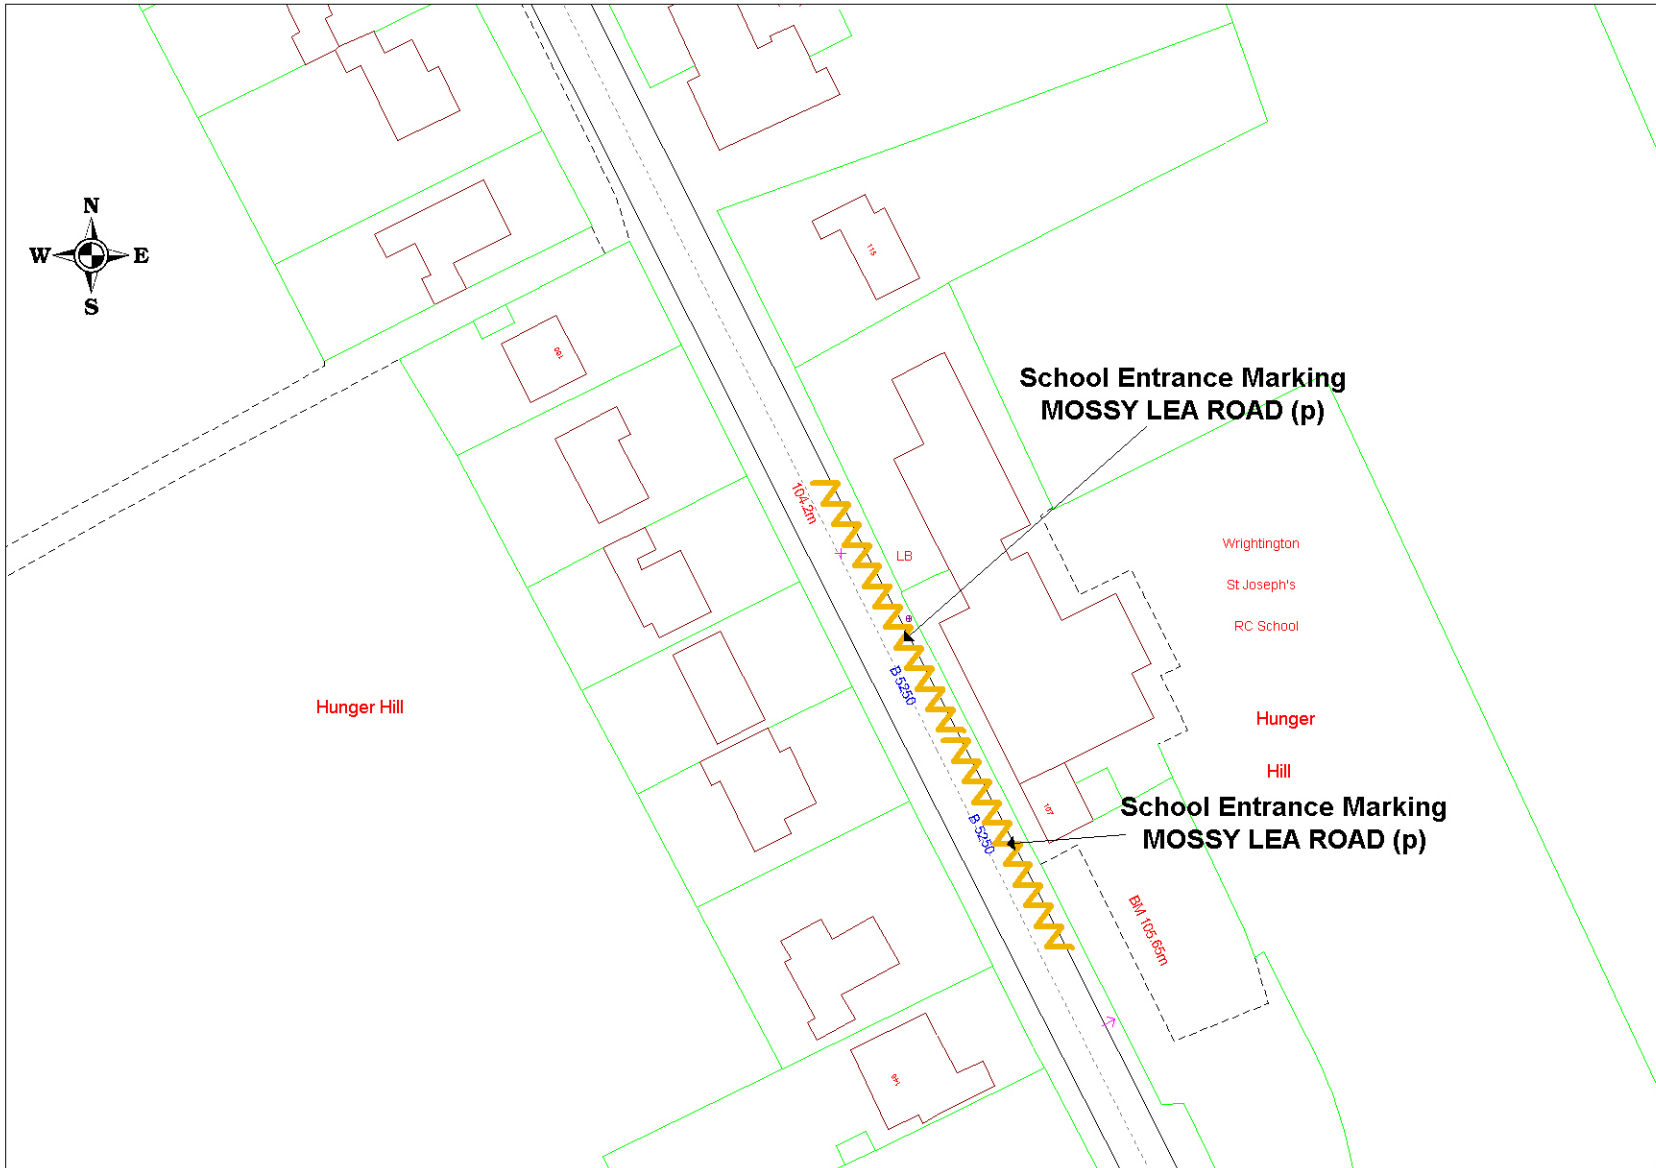 N
W E
S
115
School Entrance Marking
MOSSY LEA ROAD (p)
104.2m
LB
Wrightington
St Joseph's
RC School
B 5250
Hunger Hill
Hunger
Hill
School Entrance Marking
MOSSY LEA ROAD (p)
107
B 5250
BM 105.65m